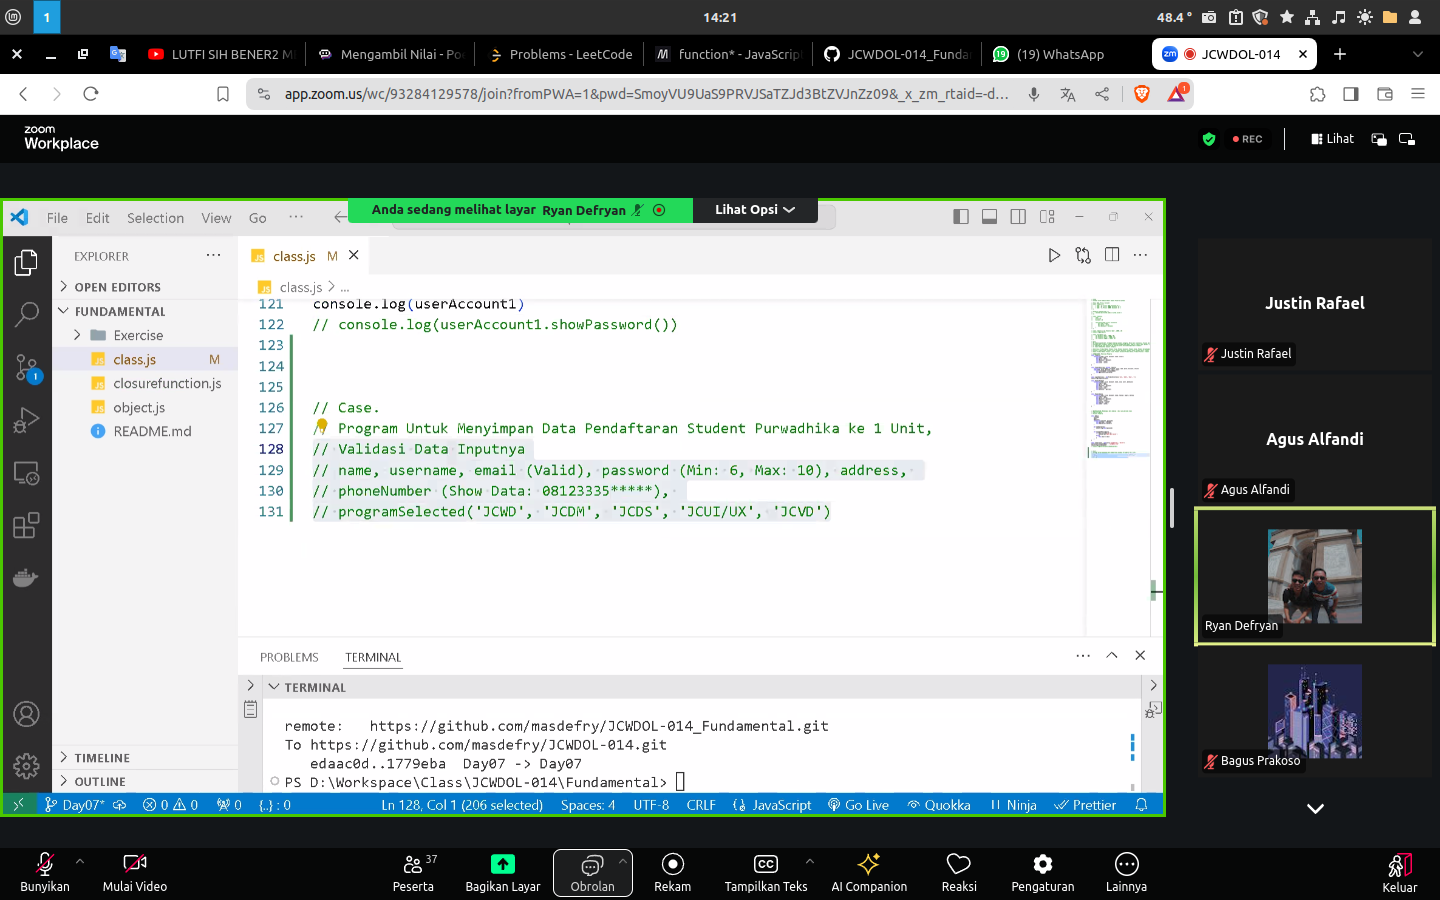 1
14:21
48.4 °
LUTFI SIH BENER2 M
Mengambil Nilai - Po
Problems - LeetCode
function* - JavaScrip
JCWDOL-014_Funda
(19) WhatsApp
JCWDOL-014
app.zoom.us/wc/93284129578/join?fromPWA=1&pwd=SmoyVU9UaS9PRVJSaTZJd3BtZVJnZz09&_x_zm_rtaid=-d...
1
zoom
Workplace
REC
Lihat
File Edit Selection View Go ...
Anda sedang melihat layar Ryan Defryan
Lihat Opsi
EXPLORER
OPEN EDITORS
FUNDAMENTAL
Exercise
class.js M
closurefunction.js
object.js
README.md
TIMELINE
OUTLINE
1
class.js M
class.js > ...
121 console.log(userAccount1)
122 // console.log(userAccount1.showPassword())
123
124
125
126 // Case.
127 // Program Untuk Menyimpan Data Pendaftaran Student Purwadhika ke 1 Unit,
128 // Validasi Data Inputnya
129 // name, username, email (Valid), password (Min: 6, Max: 10), address,
130 // phoneNumber (Show Data: 08123335*****),
131 // programSelected('JCWD', 'JCDM', 'JCDS', 'JCUI/UX', 'JCVD')
PROBLEMS TERMINAL
TERMINAL
remote: https://github.com/masdefry/JCWDOL-014_Fundamental.git
To https://github.com/masdefry/JCWDOL-014.git
edaac0d..1779eba Day07 -> Day07
PS D:\Workspace\Class\JCWDOL-014\Fundamental>
Day07* 0 0 0 {..} : 0 Ln 128, Col 1 (206 selected) Spaces: 4 UTF-8 CRLF JavaScript Go Live Quokka Ninja Prettier
Justin Rafael
Justin Rafael
Agus Alfandi
Agus Alfandi
Ryan Defryan
Bagus Prakoso
Bunyikan
Mulai Video
37
Peserta
Bagikan Layar
Obrolan
Rekam
CC
Tampilkan Teks
AI Companion
Reaksi
Pengaturan
Lainnya
Keluar